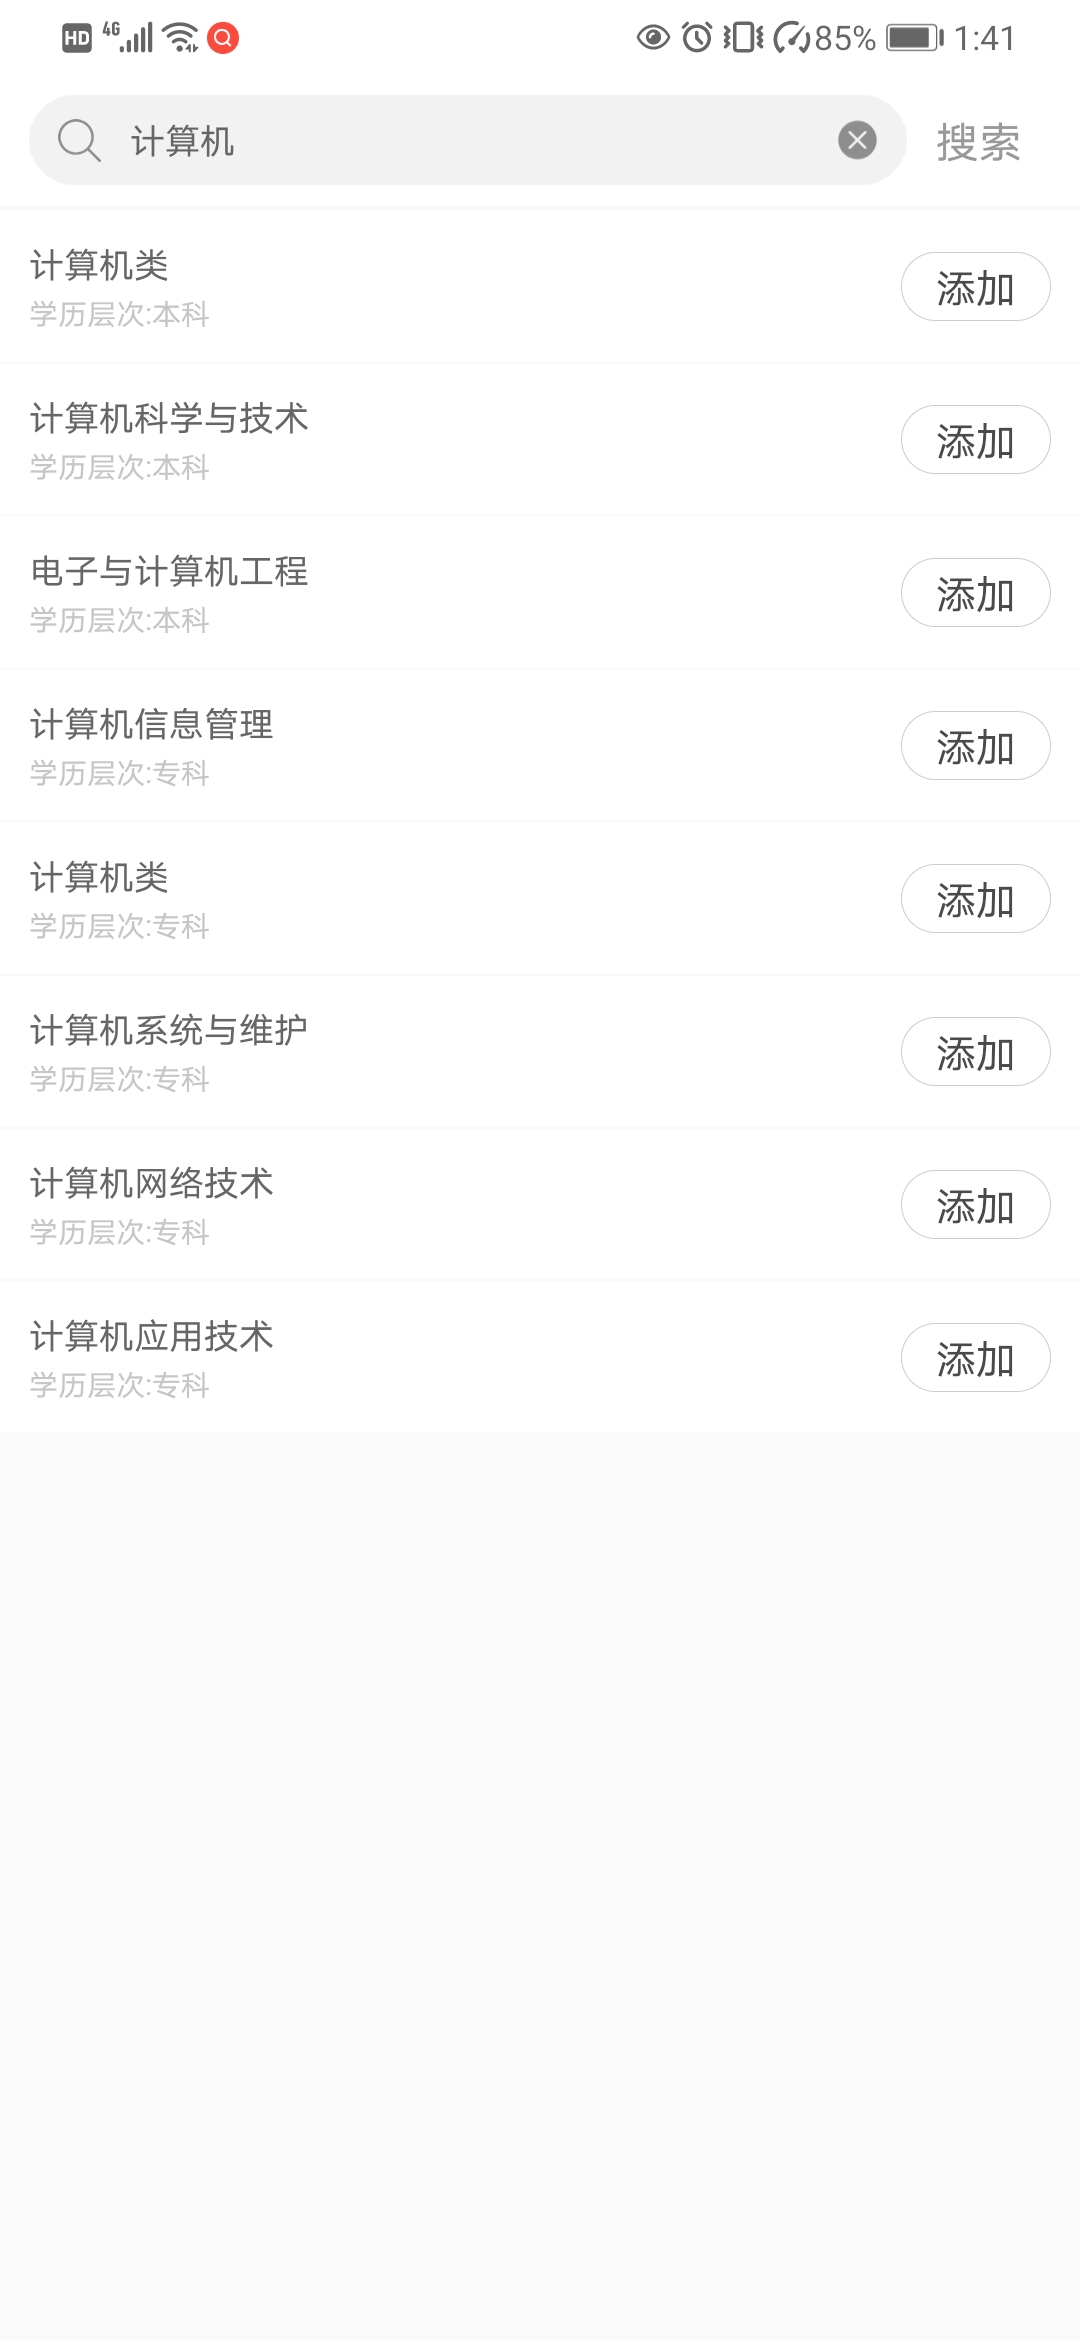 HD 4G 85% 1:41
计算机 搜索
计算机类
学历层次:本科
添加
计算机科学与技术
学历层次:本科
添加
电子与计算机工程
学历层次:本科
添加
计算机信息管理
学历层次:专科
添加
计算机类
学历层次:专科
添加
计算机系统与维护
学历层次:专科
添加
计算机网络技术
学历层次:专科
添加
计算机应用技术
学历层次:专科
添加